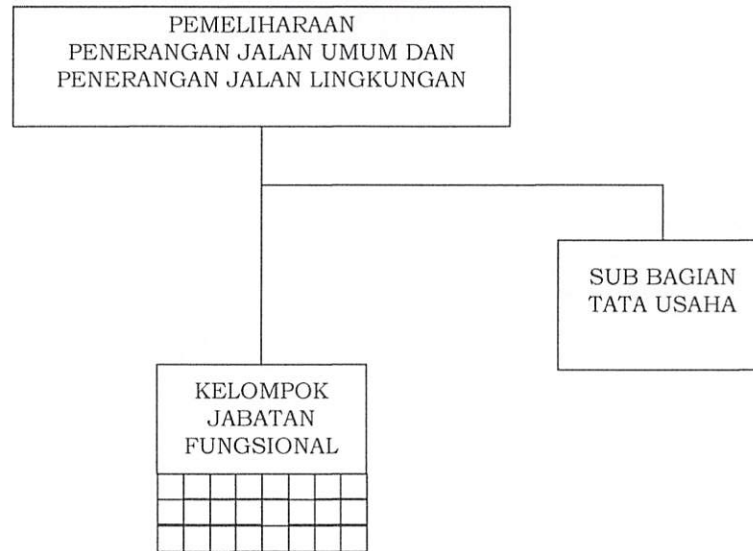 PEMELIHARAAN
PENERANGAN JALAN UMUM DAN
PENERANGAN JALAN LINGKUNGAN
SUB BAGIAN
TATA USAHA
KELOMPOK
JABATAN
FUNGSIONAL